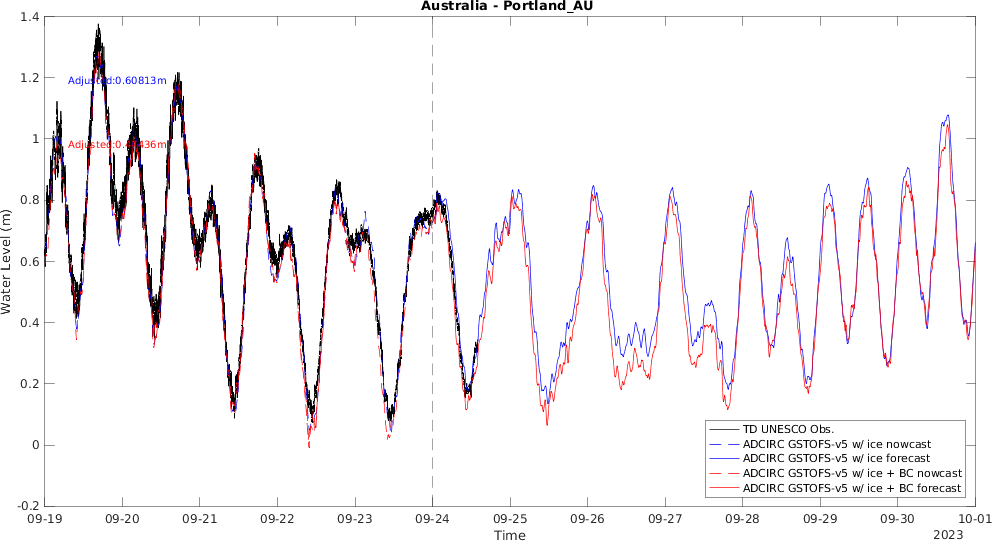 Australia - Portland_AU
1.4
1.2
1
0.8
0.6
0.4
0.2
0
-0.2
Water Level (m)
Adjusted:0.60813m
09-19
09-20
09-21
09-22
09-23
09-24
09-25
09-26
09-27
09-28
09-29
09-30
10-01
Time
2023
TD UNESCO Obs.
ADCIRC GSTOFS-v5 w/ ice nowcast
ADCIRC GSTOFS-v5 w/ ice forecast
ADCIRC GSTOFS-v5 w/ ice + BC nowcast
ADCIRC GSTOFS-v5 w/ ice + BC forecast